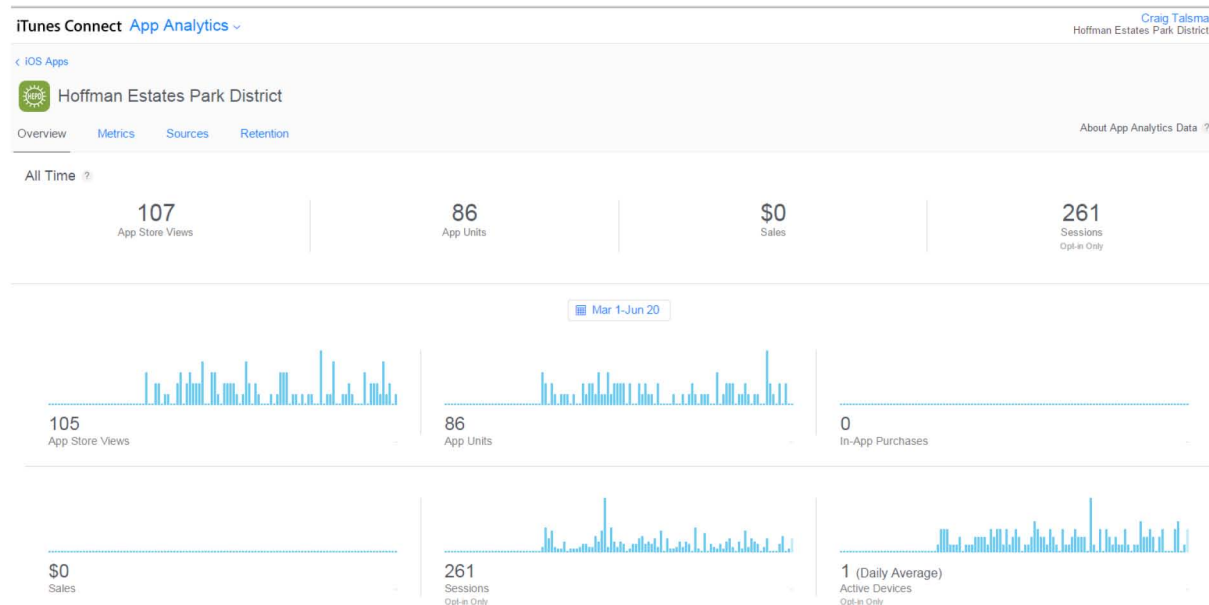 iTunes Connect App Analytics
Craig Talsma
Hoffman Estates Park District
iOS Apps
HEPD
Hoffman Estates Park District
Overview Metrics Sources Retention
About App Analytics Data ?
All Time ?
107 86 $0 261
App Store Views App Units Sales Sessions
Opt-in Only
Mar 1-Jun 20
105 86 0
App Store Views App Units In-App Purchases
$0 261 1 (Daily Average)
Sales Sessions Active Devices
Opt-in Only Opt-in Only